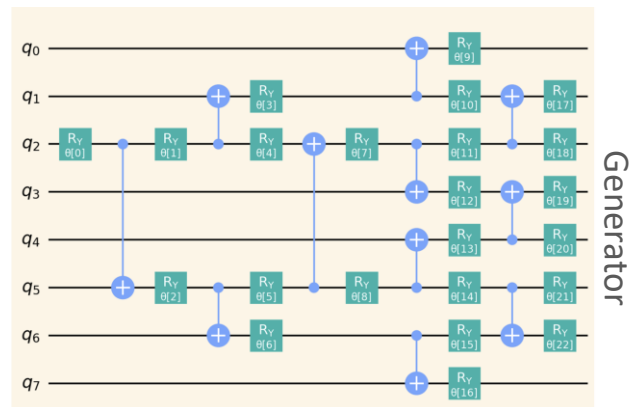 q0 RY θ[9]
q1 RY θ[3] RY θ[10] RY θ[17]
q2 RY θ[0] RY θ[1] RY θ[4] RY θ[7] RY θ[11] RY θ[18]
q3 RY θ[12] RY θ[19]
q4 RY θ[13] RY θ[20]
q5 RY θ[2] RY θ[5] RY θ[8] RY θ[14] RY θ[21]
q6 RY θ[6] RY θ[15] RY θ[22]
q7 RY θ[16]
Generator